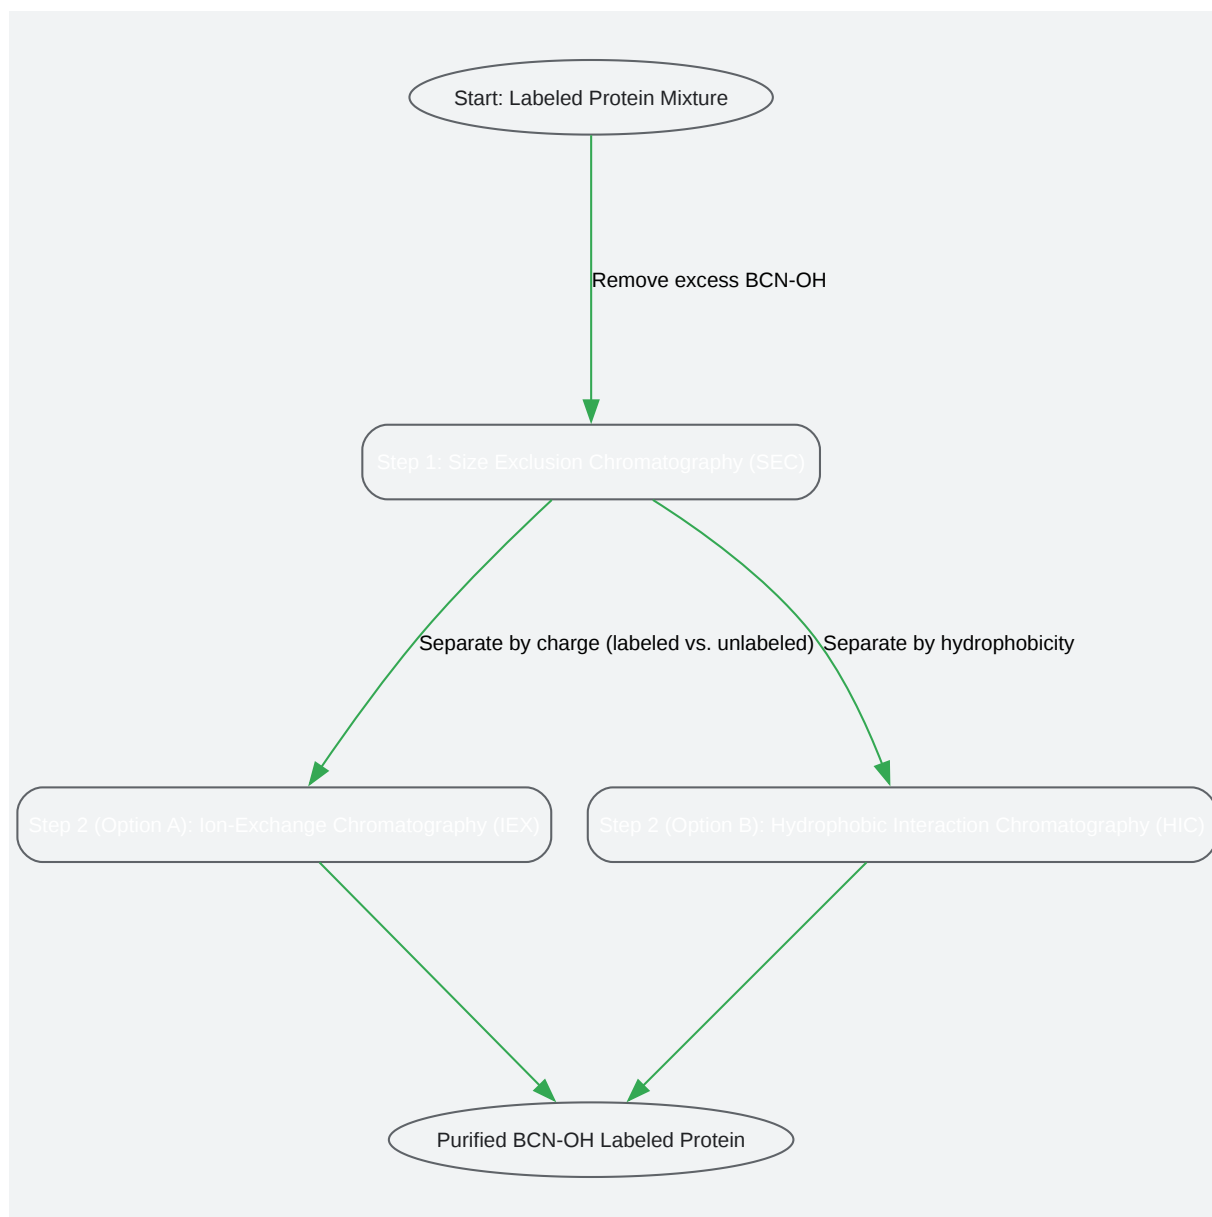 Start: Labeled Protein Mixture
Remove excess BCN-OH
Step 1: Size Exclusion Chromatography (SEC)
Separate by charge (labeled vs. unlabeled)
Separate by hydrophobicity
Step 2 (Option A): Ion-Exchange Chromatography (IEX)
Step 2 (Option B): Hydrophobic Interaction Chromatography (HIC)
Purified BCN-OH Labeled Protein